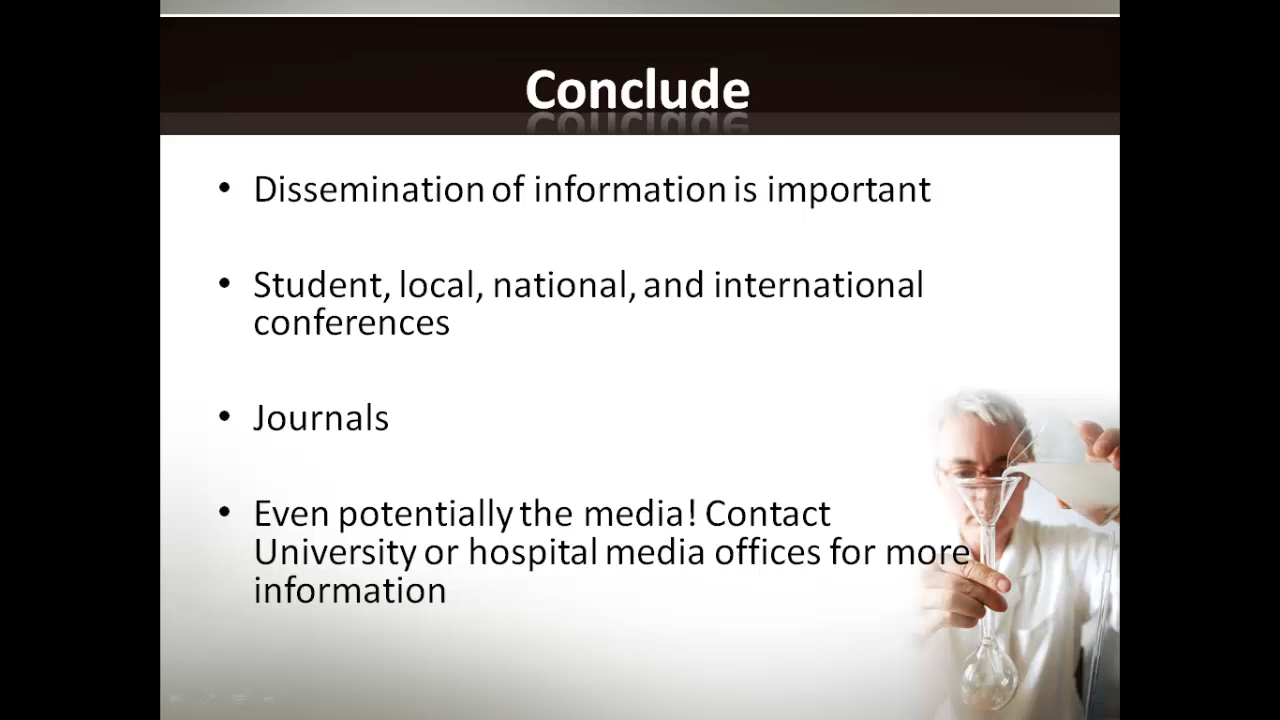 Conclude
• Dissemination of information is important
• Student, local, national, and international
conferences
• Journals
• Even potentially the media! Contact
University or hospital media offices for more
information